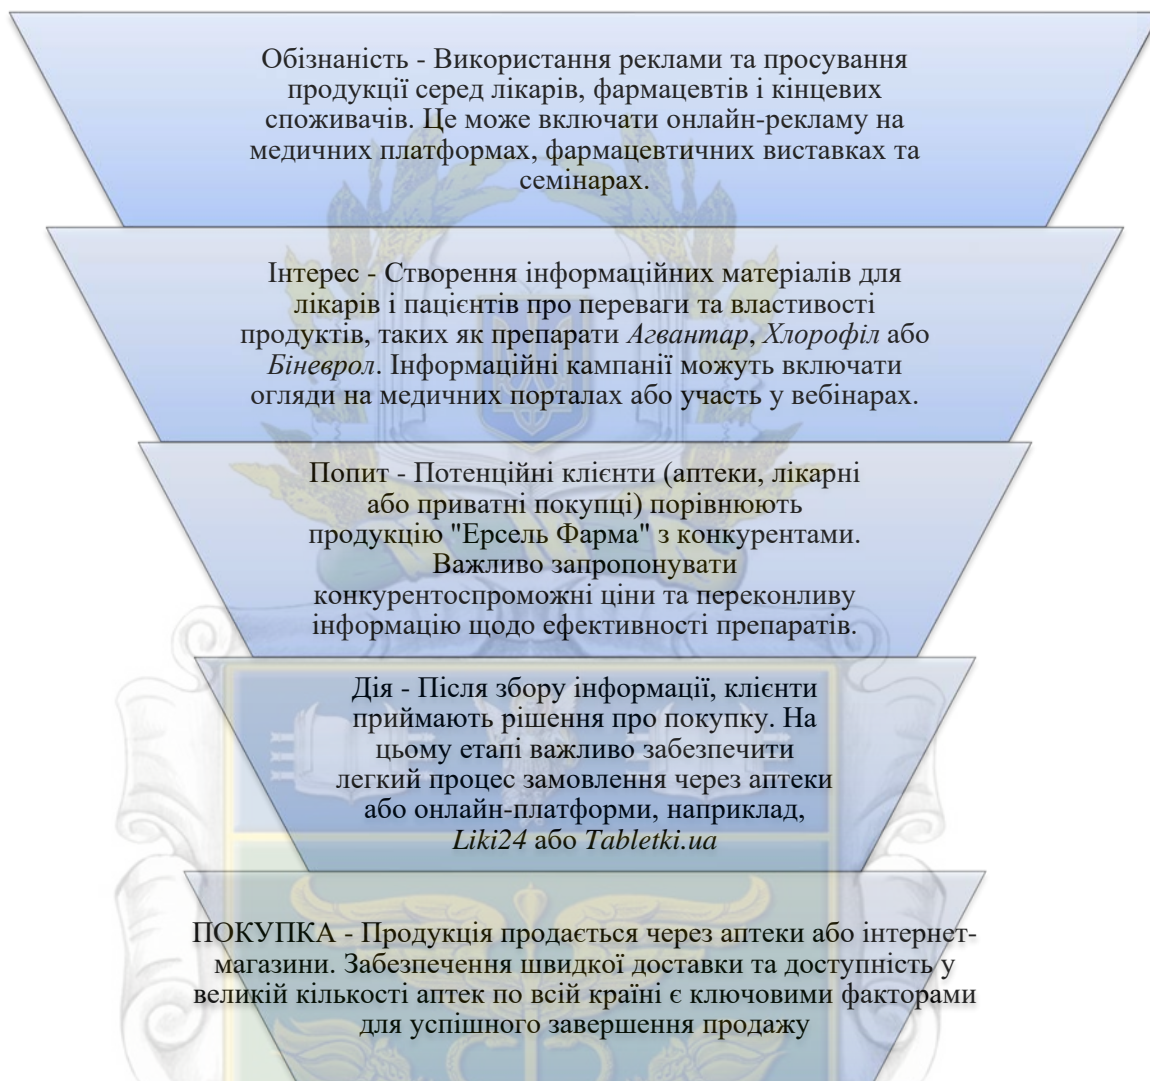 Обізнаність - Використання реклами та просування
продукції серед лікарів, фармацевтів і кінцевих
споживачів. Це може включати онлайн-рекламу на
медичних платформах, фармацевтичних виставках та
семінарах.
Інтерес - Створення інформаційних матеріалів для
лікарів і пацієнтів про переваги та властивості
продуктів, таких як препарати Агвантар, Хлорофіл або
Біневрол. Інформаційні кампанії можуть включати
огляди на медичних порталах або участь у вебінарах.
Попит - Потенційні клієнти (аптеки, лікарні
або приватні покупці) порівнюють
продукцію "Ерсель Фарма" з конкурентами.
Важливо запропонувати
конкурентоспроможні ціни та переконливу
інформацію щодо ефективності препаратів.
Дія - Після збору інформації, клієнти
приймають рішення про покупку. На
цьому етапі важливо забезпечити
легкий процес замовлення через аптеки
або онлайн-платформи, наприклад,
Liki24 або Tabletki.ua
ПОКУПКА - Продукція продається через аптеки або інтернет-
магазини. Забезпечення швидкої доставки та доступність у
великій кількості аптек по всій країні є ключовими факторами
для успішного завершення продажу